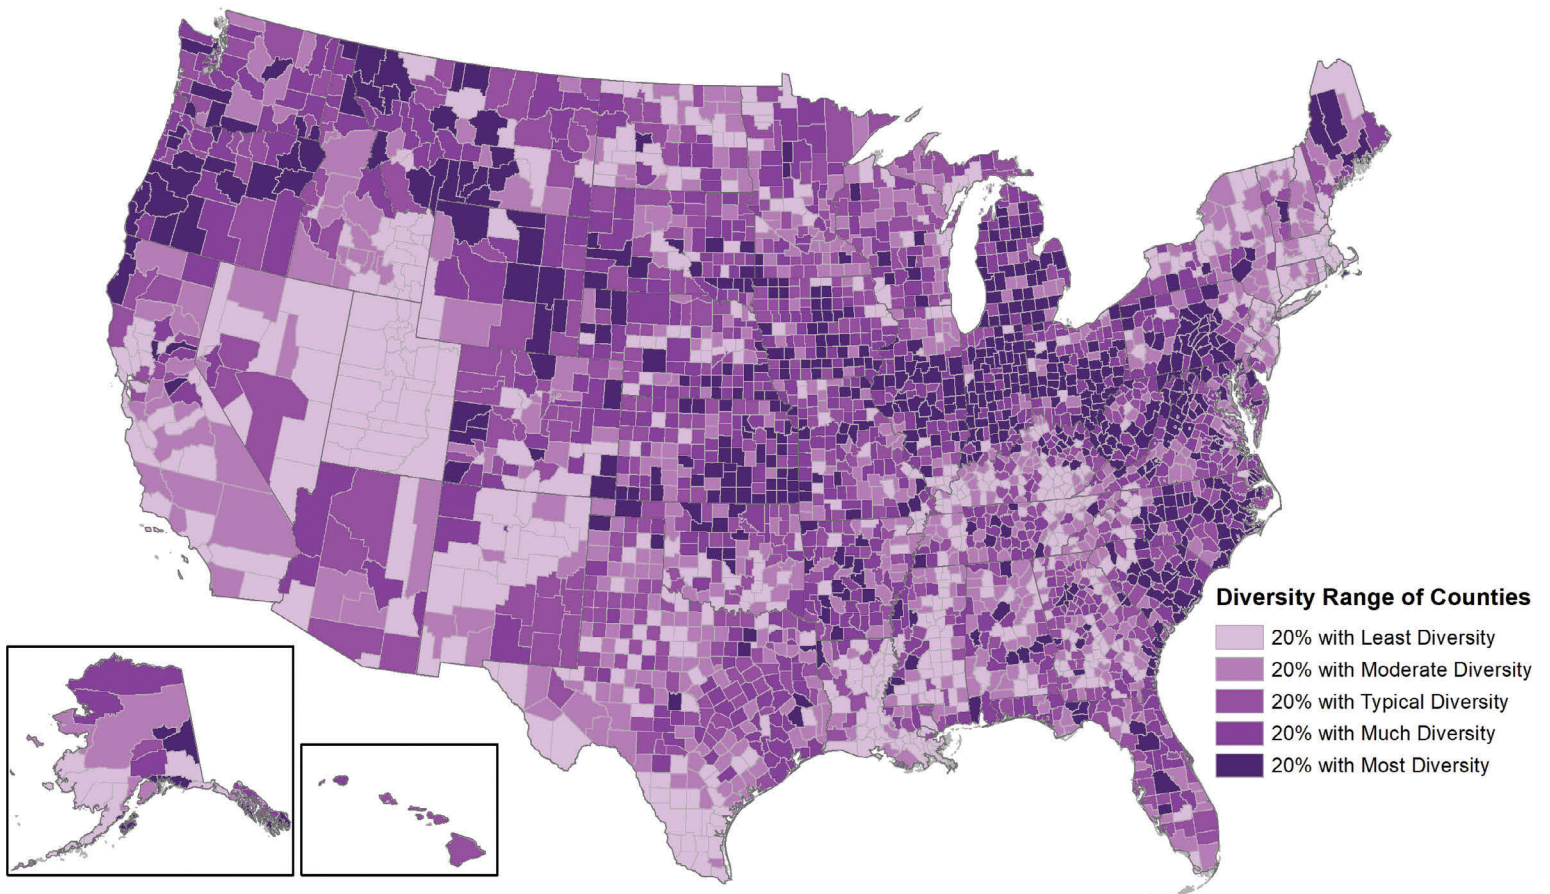 Diversity Range of Counties
20% with Least Diversity
20% with Moderate Diversity
20% with Typical Diversity
20% with Much Diversity
20% with Most Diversity